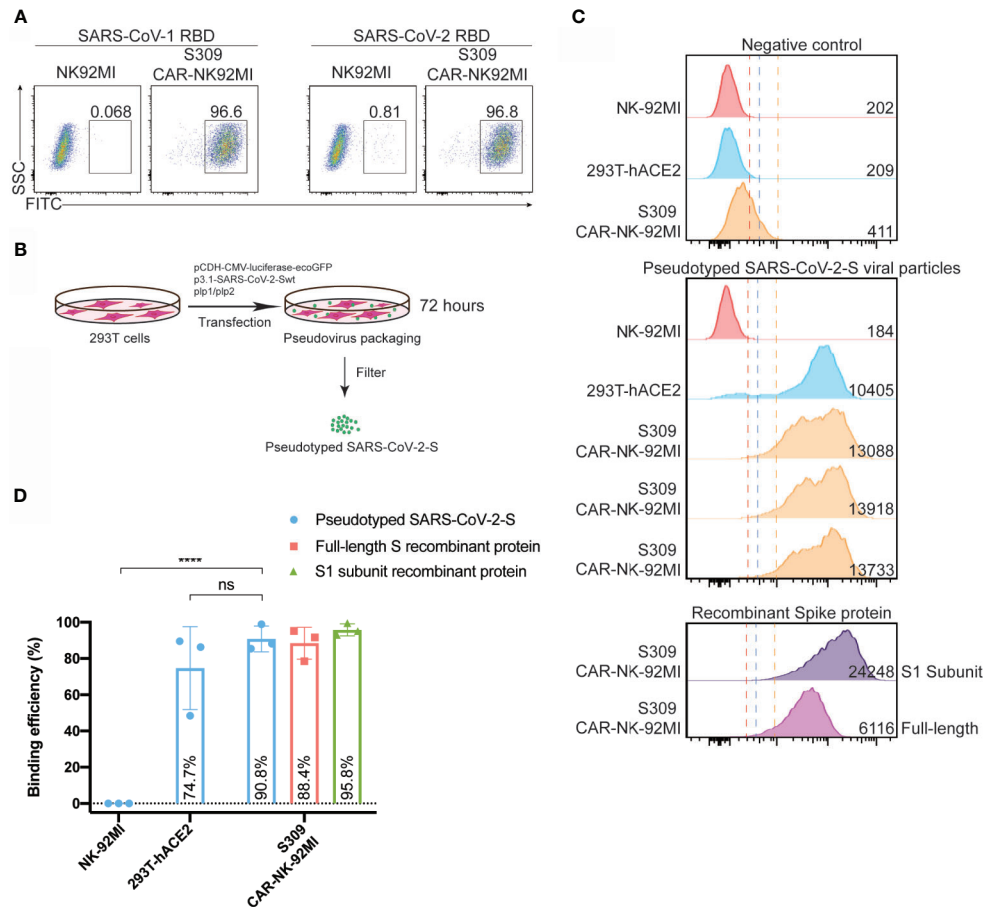 A
SARS-CoV-1 RBD
SARS-CoV-2 RBD
NK92MI
S309
CAR-NK92MI
NK92MI
S309
CAR-NK92MI
0.068
96.6
0.81
96.8
SSC
FITC
B
pCDH-CMV-luciferase-ecoGFP
p3.1-SARS-CoV-2-Swt
plp1/plp2
Transfection
72 hours
293T cells
Pseudovirus packaging
Filter
Pseudotyped SARS-CoV-2-S
C
Negative control
NK-92MI
202
293T-hACE2
209
S309
CAR-NK-92MI
411
Pseudotyped SARS-CoV-2-S viral particles
NK-92MI
184
293T-hACE2
10405
S309
CAR-NK-92MI
13088
S309
CAR-NK-92MI
13918
S309
CAR-NK-92MI
13733
Recombinant Spike protein
S309
CAR-NK-92MI
24248 S1 Subunit
S309
CAR-NK-92MI
6116 Full-length
D
Pseudotyped SARS-CoV-2-S
Full-length S recombinant protein
S1 subunit recombinant protein
****
ns
Binding efficiency (%)
100
80
60
40
20
0
74.7%
90.8%
88.4%
95.8%
NK-92MI
293T-hACE2
S309
CAR-NK-92MI